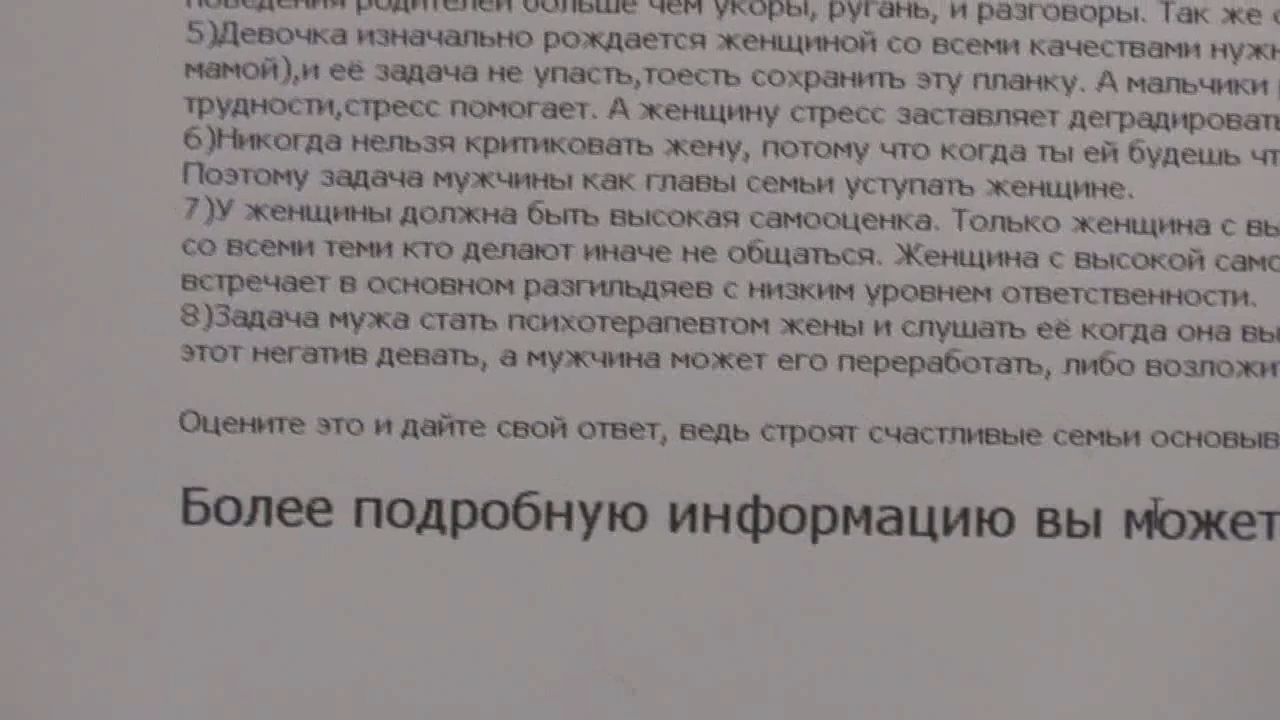 поведения родителей больше чем укоры, ругань, и разговоры. Так же
5)Девочка изначально рождается женщиной со всеми качествами
мамой),и её задача не упасть,тоесть сохранить эту планку. А мальчики
трудности,стресс помогает. А женщину стресс заставляет деградировать
6)Никогда нельзя критиковать жену, потому что когда ты ей будешь
Поэтому задача мужчины как главы семьи уступать женщине.
7)У женщины должна быть высокая самооценка. Только женщина с
со всеми теми кто делают иначе не общаться. Женщина с высокой
встречает в основном разгильдяев с низким уровнем ответственности.
8)Задача мужа стать психотерапевтом жены и слушать её когда она
этот негатив девать, а мужчина может его переработать, либо
Оцените это и дайте свой ответ, ведь строят счастливые семьи
Более подробную информацию вы может